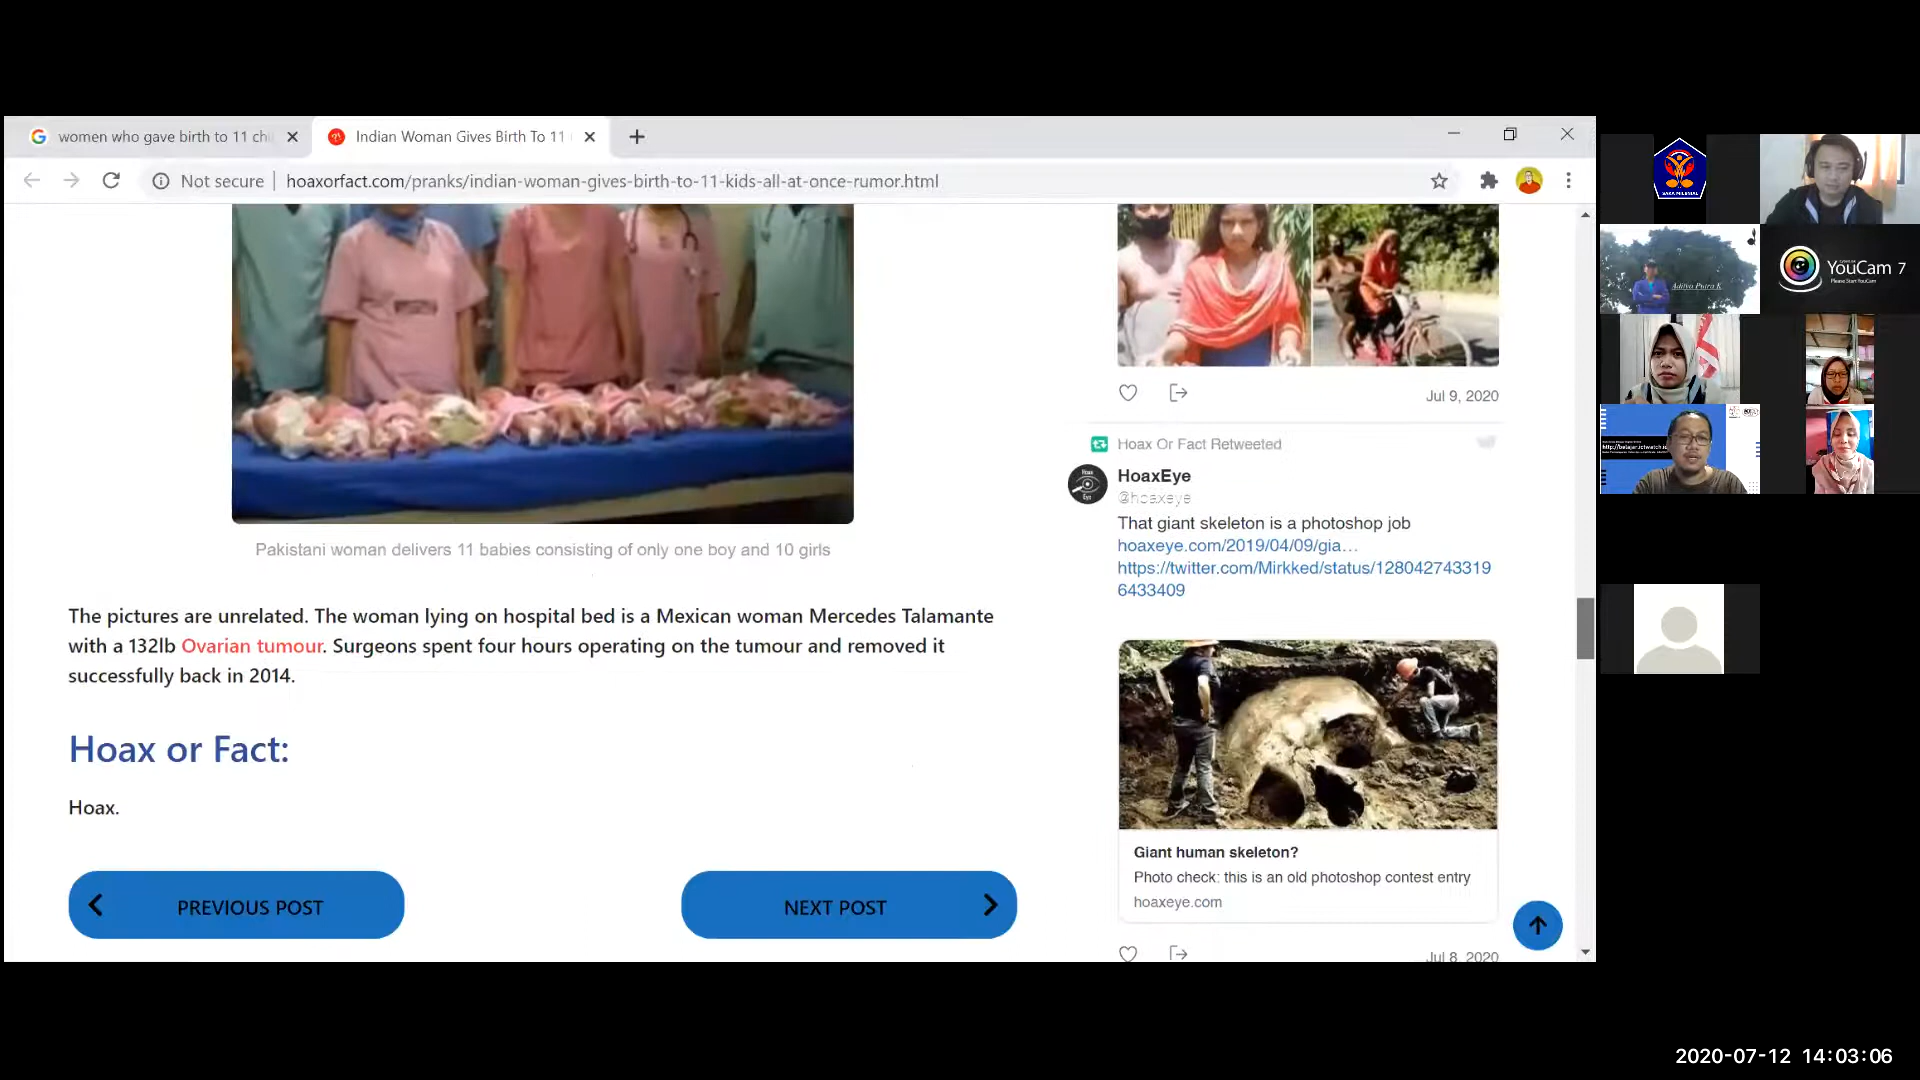 women who gave birth to 11 chi
Indian Woman Gives Birth To 11
Not secure
hoaxorfact.com/pranks/indian-woman-gives-birth-to-11-kids-all-at-once-rumor.html
Pakistani woman delivers 11 babies consisting of only one boy and 10 girls
The pictures are unrelated. The woman lying on hospital bed is a Mexican woman Mercedes Talamante
with a 132lb Ovarian tumour. Surgeons spent four hours operating on the tumour and removed it
successfully back in 2014.
Hoax or Fact:
Hoax.
PREVIOUS POST
NEXT POST
Jul 9, 2020
Hoax Or Fact Retweeted
HoaxEye
@hoaxeye
That giant skeleton is a photoshop job
hoaxeye.com/2019/04/09/gia…
https://twitter.com/Mirkked/status/128042743319
6433409
Giant human skeleton?
Photo check: this is an old photoshop contest entry
hoaxeye.com
Jul 8, 2020
SAKA MILENIAL
Aditya Putra K
YouCam 7
Please Start YouCam
2020-07-12 14:03:06